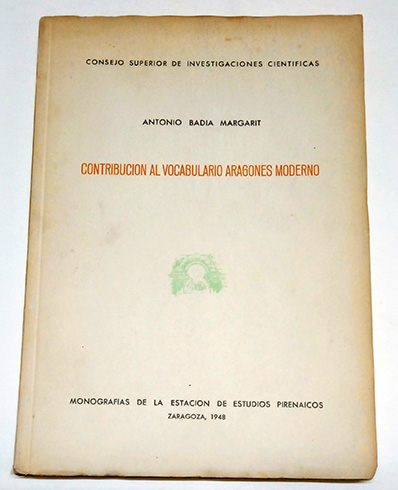 CONSEJO SUPERIOR DE INVESTIGACIONES CIENTIFICAS
ANTONIO BADIA MARGARIT
CONTRIBUCION AL VOCABULARIO ARAGONES MODERNO
MONOGRAFIAS DE LA ESTACION DE ESTUDIOS PIRENAICOS
ZARAGOZA, 1948